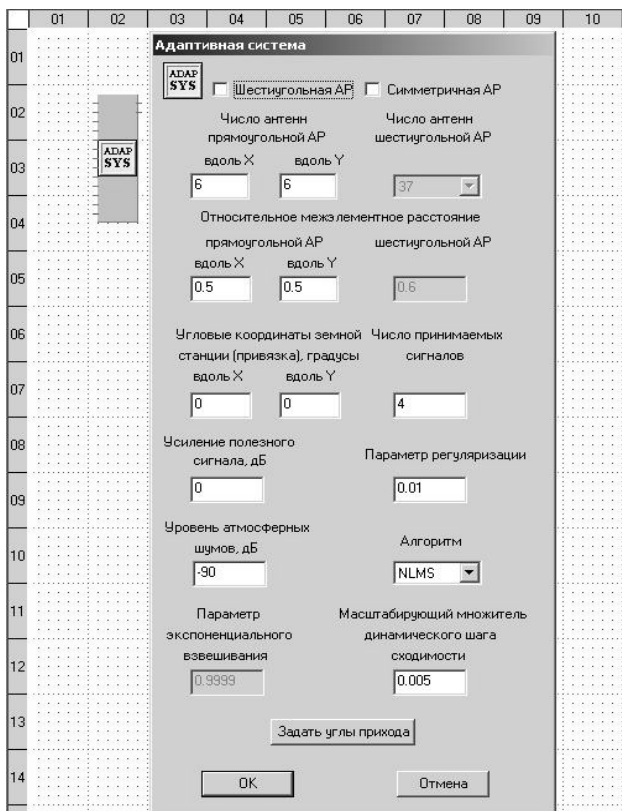 01 02 03 04 05 06 07 08 09 10
01
02
03
04
05
06
07
08
09
10
11
12
13
14
ADAP
SYS
Адаптивная система
ADAP
SYS
Шестиугольная АР Симметричная АР
Число антенн Число антенн
прямоугольной АР шестиугольной АР
вдоль X вдоль Y
6 6 37
Относительное межэлементное расстояние
прямоугольной АР шестиугольной АР
вдоль X вдоль Y
0.5 0.5 0.6
Угловые координаты земной Число принимаемых
станции (привязка), градусы сигналов
вдоль X вдоль Y
0 0 4
Усиление полезного
сигнала, дБ Параметр регуляризации
0 0.01
Уровень атмосферных
шумов, дБ Алгоритм
-90 NLMS
Параметр Масштабирующий множитель
экспоненциального динамического шага
взвешивания сходимости
0.9999 0.005
Задать углы прихода
OK Отмена